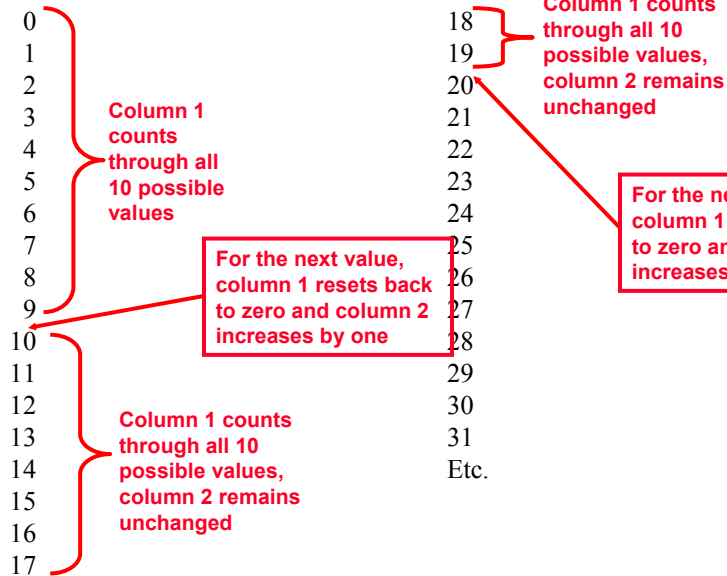 0
1
2
3
4
5
6
7
8
9
10
11
12
13
14
15
16
17
Column 1
counts
through all
10 possible
values
For the next value,
column 1 resets back
to zero and column 2
increases by one
Column 1 counts
through all 10
possible values,
column 2 remains
unchanged
18
19
20
21
22
23
24
25
26
27
28
29
30
31
Etc.
Column 1 counts
through all 10
possible values,
column 2 remains
unchanged
For the
column 1
to zero
increases